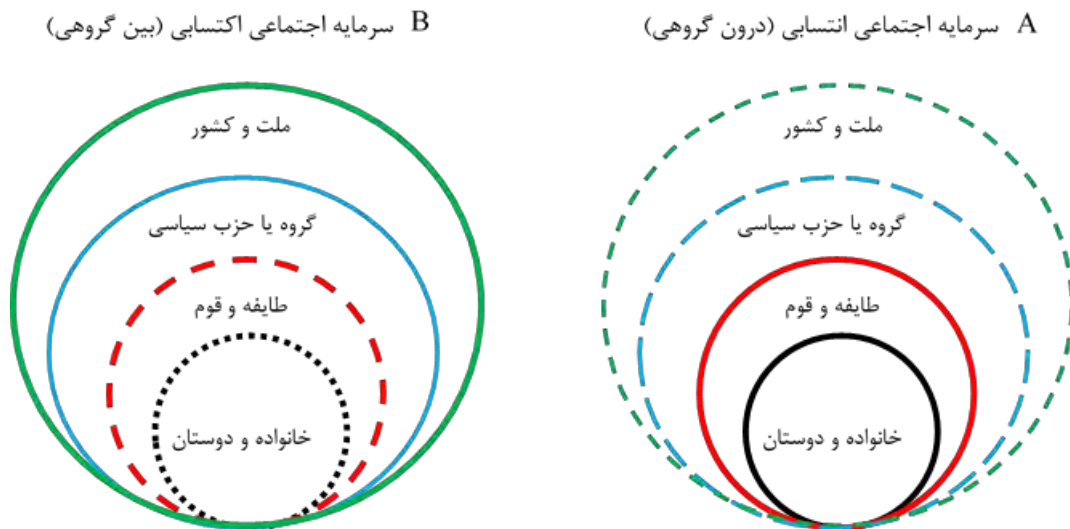 A سرمایه اجتماعی انتسابی (درون گروهی)
ملت و کشور
گروه یا حزب سیاسی
طایفه و قوم
خانواده و دوستان
B سرمایه اجتماعی اکتسابی (بین گروهی)
ملت و کشور
گروه یا حزب سیاسی
طایفه و قوم
خانواده و دوستان